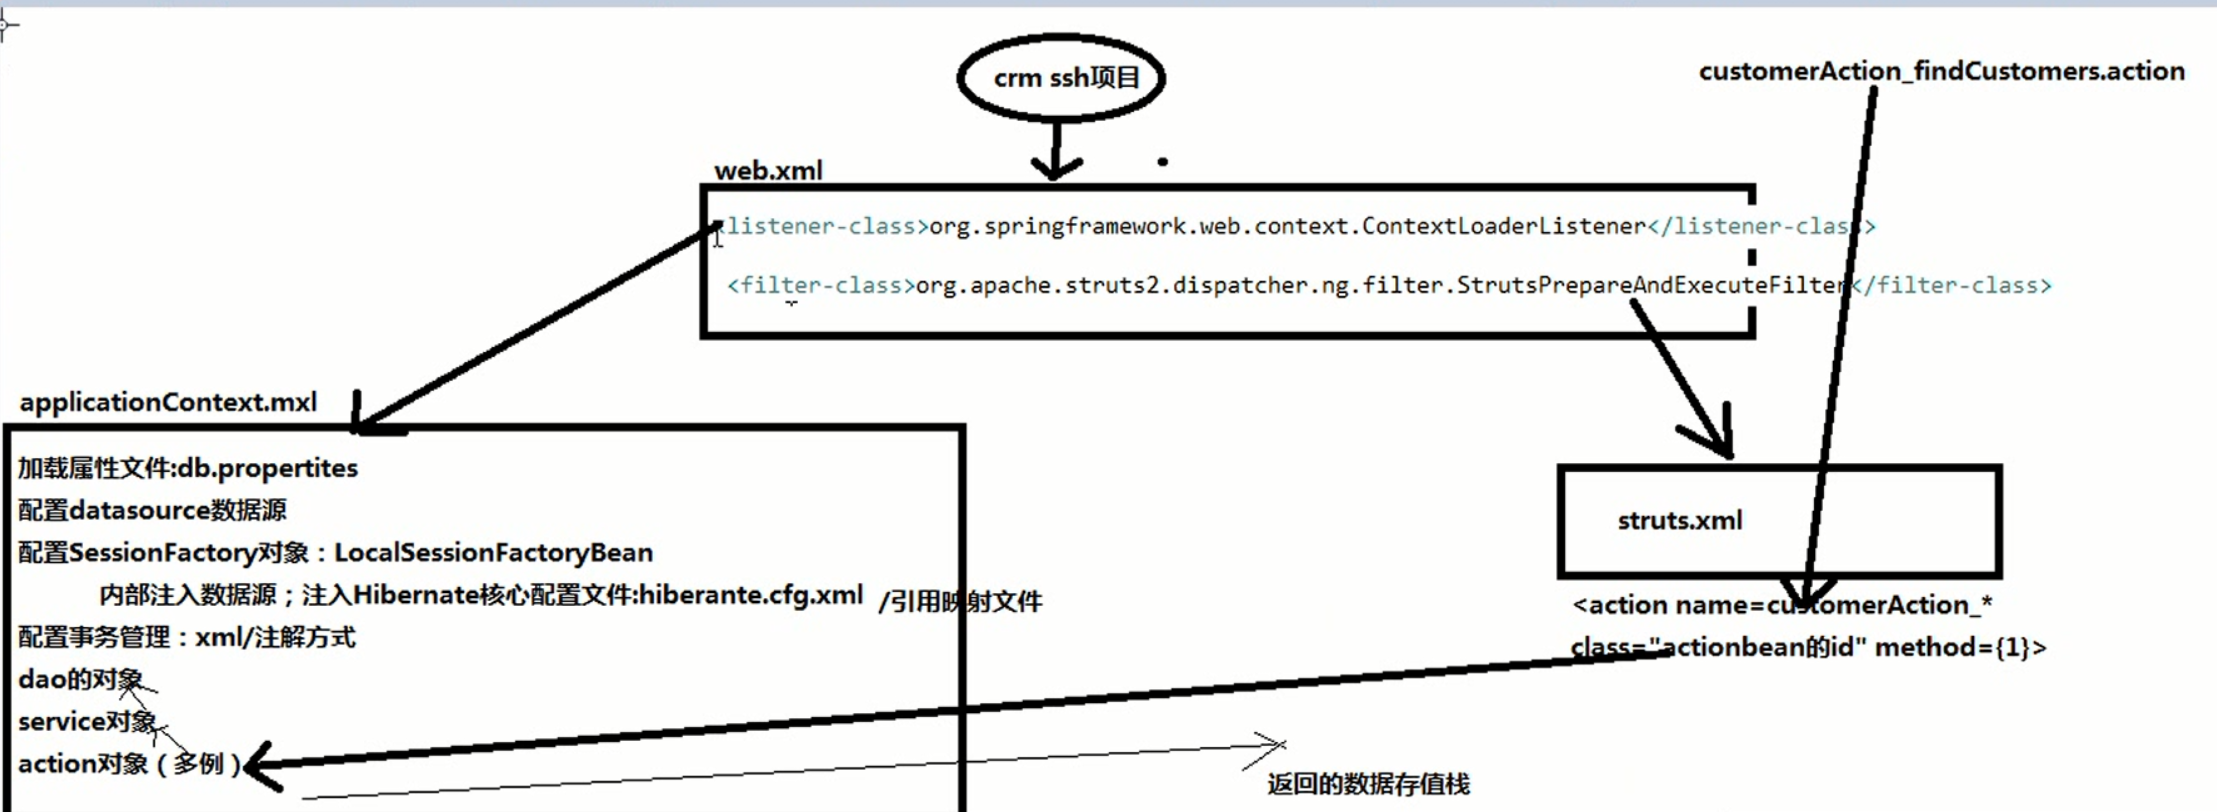 crm ssh项目
customerAction_findCustomers.action
web.xml
<listener-class>org.springframework.web.context.ContextLoaderListener</listener-class>
<filter-class>org.apache.struts2.dispatcher.ng.filter.StrutsPrepareAndExecuteFilter</filter-class>
applicationContext.mxl
加载属性文件:db.propertites
配置datasource数据源
配置SessionFactory对象：LocalSessionFactoryBean
内部注入数据源；注入Hibernate核心配置文件:hiberante.cfg.xml /引用映射文件
配置事务管理：xml/注解方式
dao的对象
service对象
action对象（多例）
struts.xml
<action name=customerAction_*
class="actionbean的id" method={1}>
返回的数据存值栈